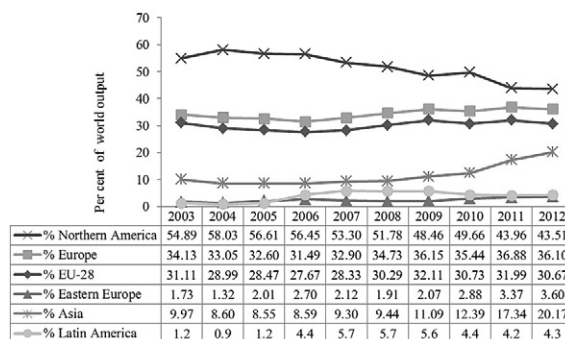 Per cent of world output
70
60
50
40
30
20
10
0
2003 2004 2005 2006 2007 2008 2009 2010 2011 2012
% Northern America 54.89 58.03 56.61 56.45 53.30 51.78 48.46 49.66 43.96 43.51
% Europe 34.13 33.05 32.60 31.49 32.90 34.73 36.15 35.44 36.88 36.10
% EU-28 31.11 28.99 28.47 27.67 28.33 30.29 32.11 30.73 31.99 30.67
% Eastern Europe 1.73 1.32 2.01 2.70 2.12 1.91 2.07 2.88 3.37 3.60
% Asia 9.97 8.60 8.55 8.59 9.30 9.44 11.09 12.39 17.34 20.17
% Latin America 1.2 0.9 1.2 4.4 5.7 5.7 5.6 4.4 4.2 4.3